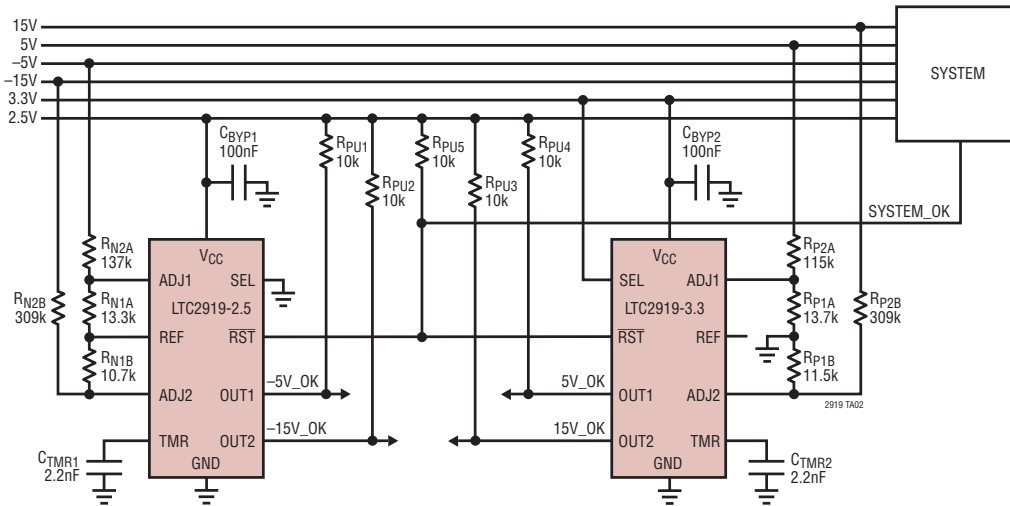 15V
5V
–5V
–15V
3.3V
2.5V
SYSTEM
CBYP1
100nF
RPU1
10k
RPU2
10k
RPU5
10k
RPU3
10k
RPU4
10k
CBYP2
100nF
SYSTEM_OK
RN2A
137k
RN2B
309k
RN1A
13.3k
RN1B
10.7k
VCC
ADJ1
SEL
LTC2919-2.5
REF
RST
ADJ2
OUT1
TMR
OUT2
GND
–5V_OK
–15V_OK
CTMR1
2.2nF
VCC
SEL
ADJ1
LTC2919-3.3
RST
REF
OUT1
ADJ2
OUT2
TMR
GND
5V_OK
15V_OK
RP2A
115k
RP1A
13.7k
RP1B
11.5k
RP2B
309k
2919 TA02
CTMR2
2.2nF